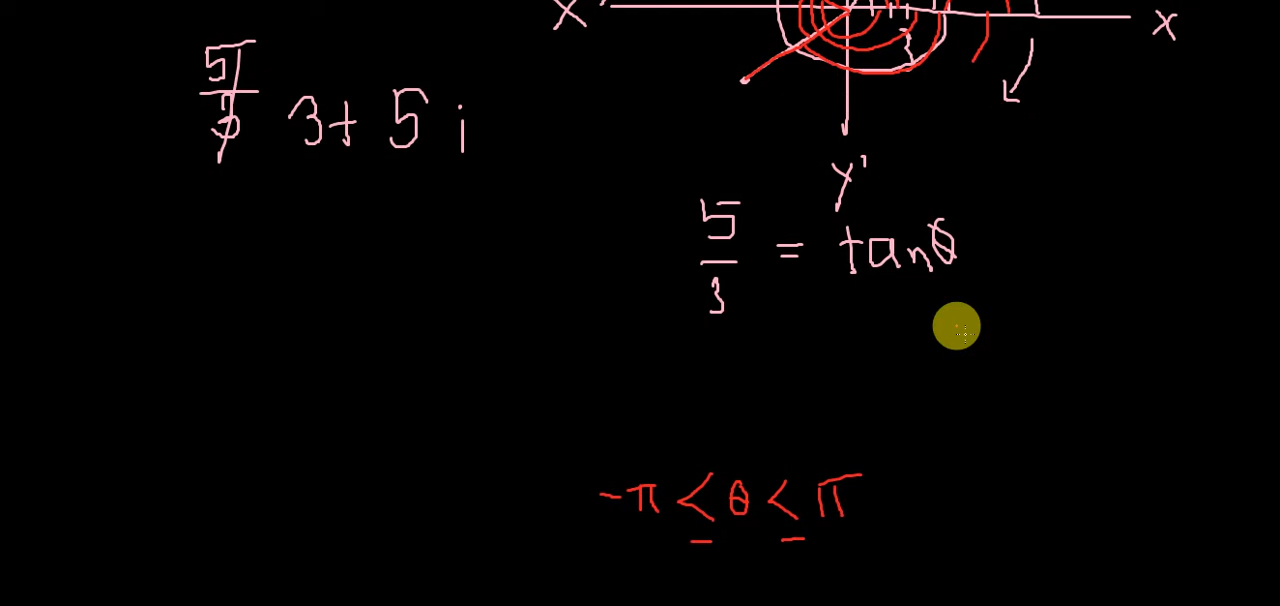 X' X
5/3 3+ 5 i
Y'
5/3 = tanθ
-π ≤ θ ≤ π